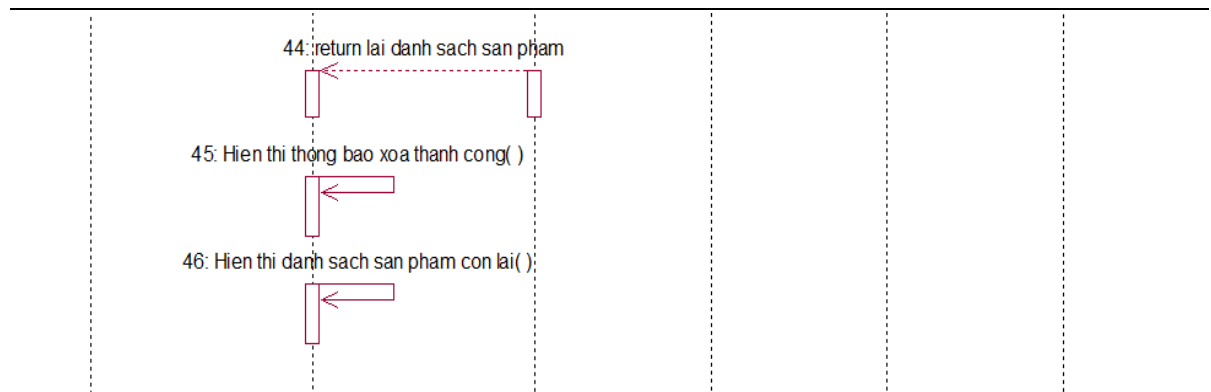 44: return lai danh sach san pham
45: Hien thi thong bao xoa thanh cong( )
46: Hien thi danh sach san pham con lai( )